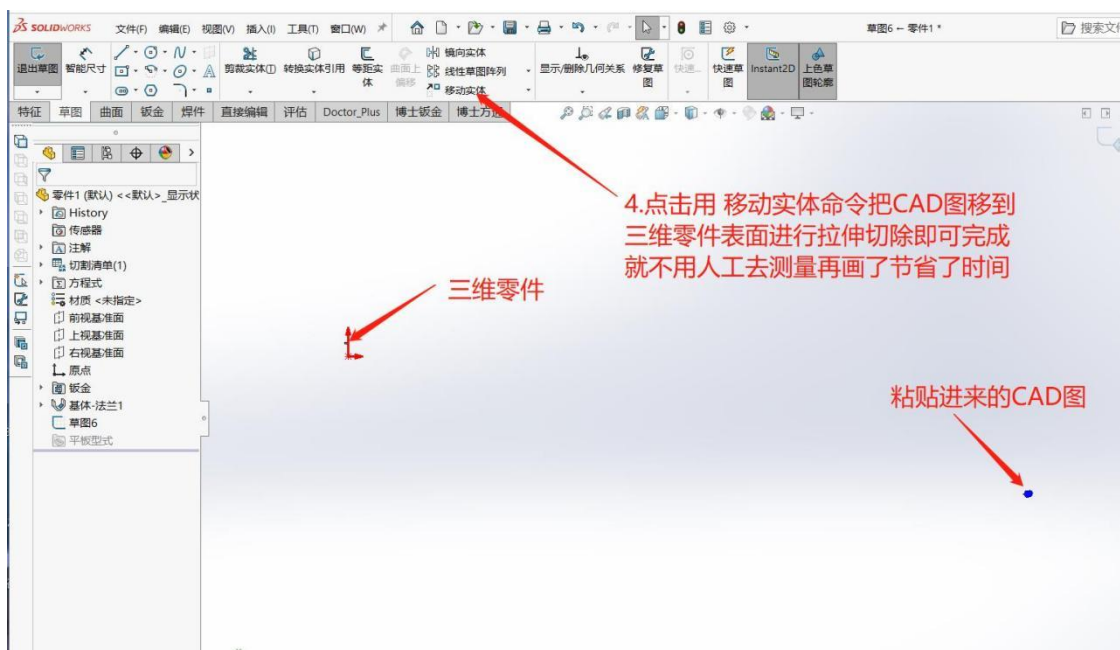 SOLIDWORKS 文件(F) 编辑(E) 视图(V) 插入(I) 工具(T) 窗口(W) 草图6 ← 零件1 * 搜索文件
退出草图 智能尺寸 剪裁实体(T) 转换实体引用 等距实体 曲面上偏移 镜向实体 线性草图阵列 移动实体 显示/删除几何关系 修复草图 快速... 快速草图 Instant2D 上色草图轮廓
特征 草图 曲面 钣金 焊件 直接编辑 评估 Doctor_Plus 博士钣金 博士方通
零件1 (默认) <<默认>_显示状
History
传感器
注解
切割清单(1)
方程式
材质 <未指定>
前视基准面
上视基准面
右视基准面
原点
钣金
基体-法兰1
草图6
平板型式
4.点击用 移动实体命令把CAD图移到
三维零件表面进行拉伸切除即可完成
就不用人工去测量再画了节省了时间
三维零件
粘贴进来的CAD图